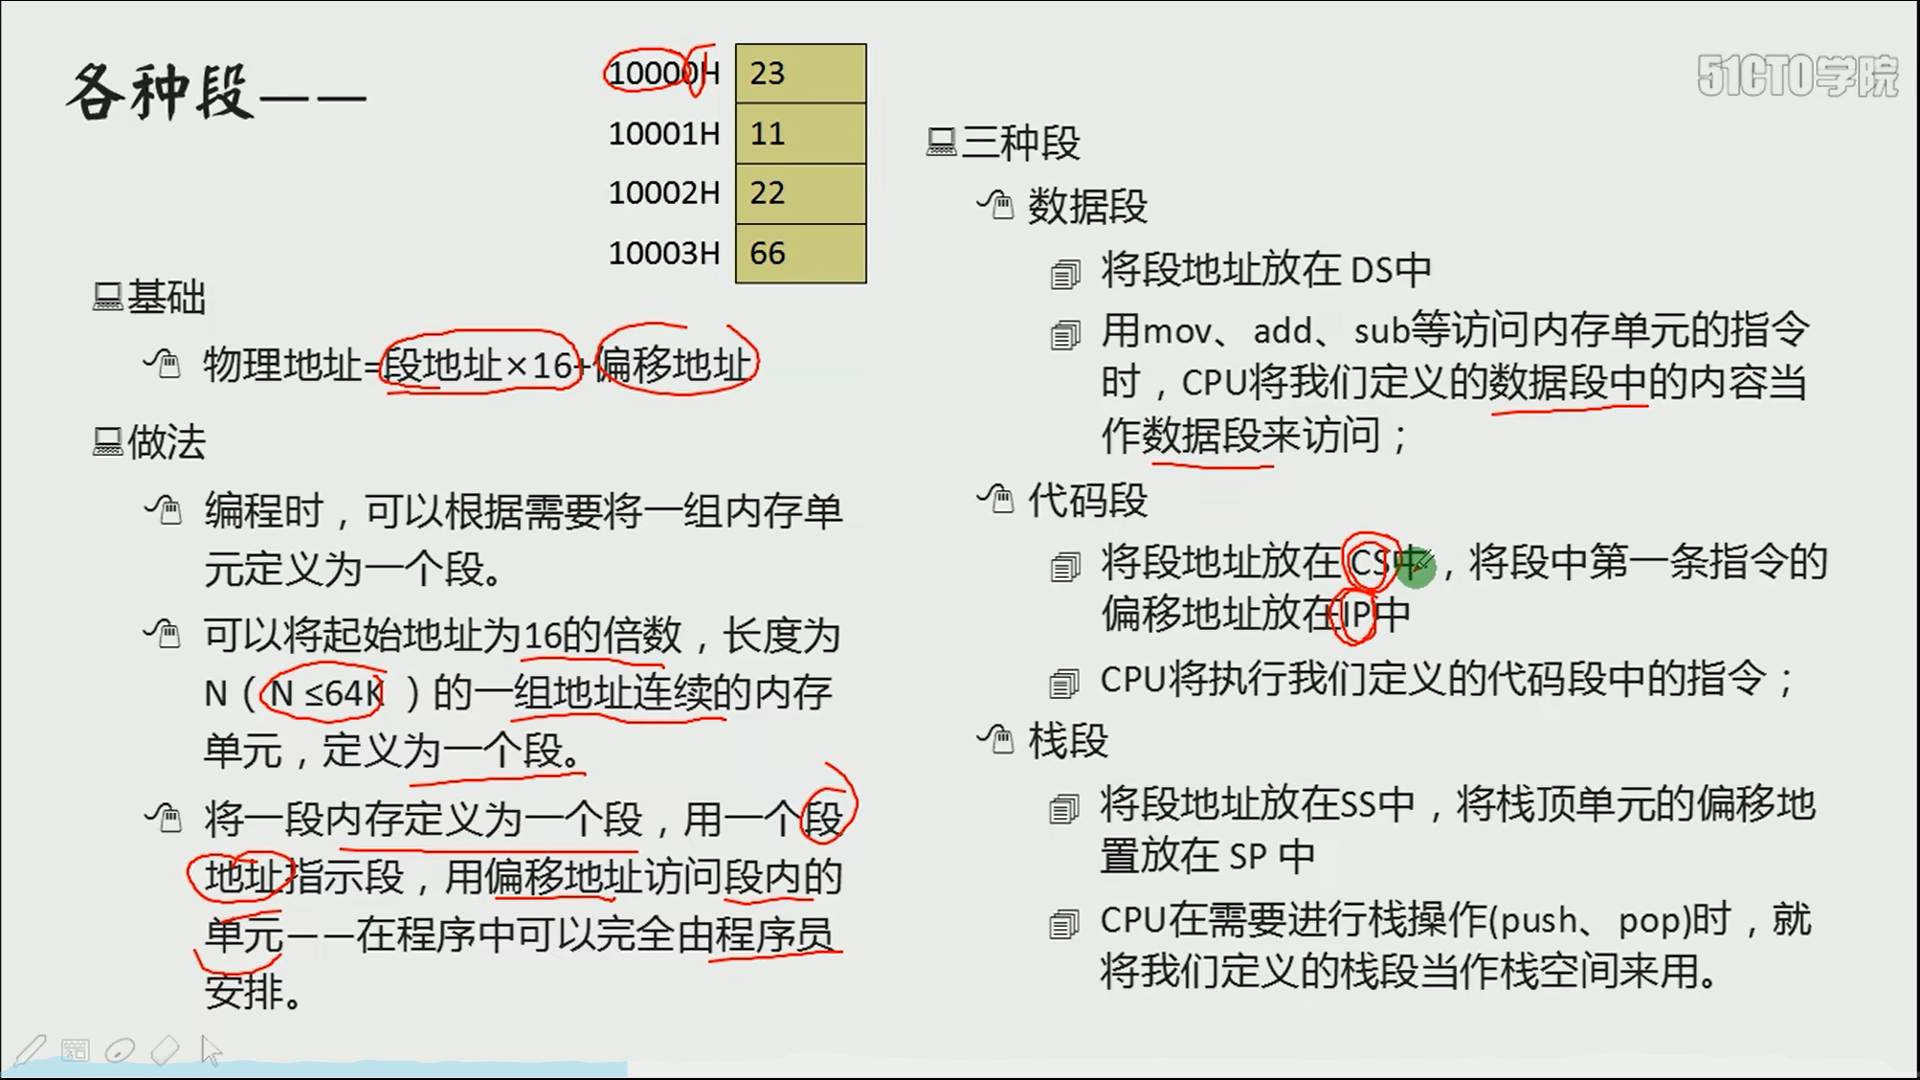 各种段——
10000H 23
10001H 11
10002H 22
10003H 66
基础
物理地址=段地址×16+偏移地址
做法
编程时，可以根据需要将一组内存单
元定义为一个段。
可以将起始地址为16的倍数，长度为
N（N ≤64K ）的一组地址连续的内存
单元，定义为一个段。
将一段内存定义为一个段，用一个段
地址指示段，用偏移地址访问段内的
单元——在程序中可以完全由程序员
安排。
51CTO学院
三种段
数据段
将段地址放在 DS中
用mov、add、sub等访问内存单元的指令
时，CPU将我们定义的数据段中的内容当
作数据段来访问；
代码段
将段地址放在 CS中，将段中第一条指令的
偏移地址放在IP中
CPU将执行我们定义的代码段中的指令；
栈段
将段地址放在SS中，将栈顶单元的偏移地
置放在 SP 中
CPU在需要进行栈操作(push、pop)时，就
将我们定义的栈段当作栈空间来用。